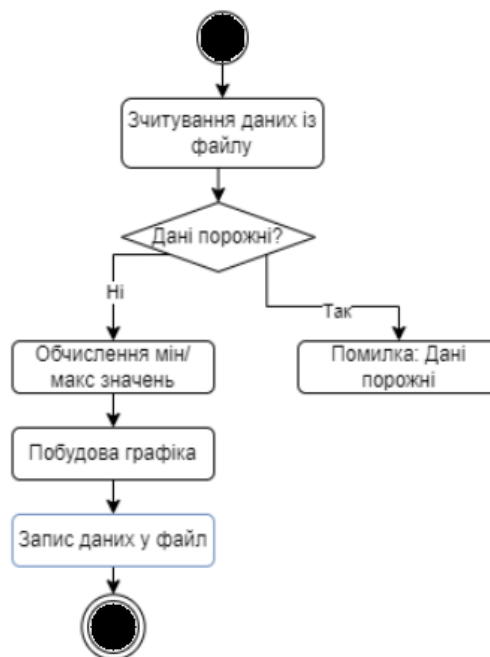 Зчитування даних із
файлу
Дані порожні?
Ні
Так
Обчислення мін/
макс значень
Помилка: Дані
порожні
Побудова графіка
Запис даних у файл